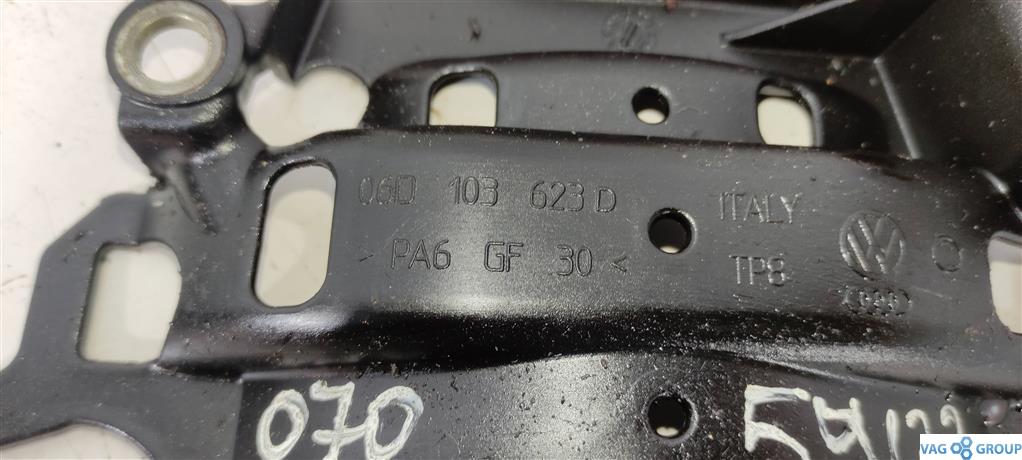 06D 103 623 D ITALY
> PA6 GF 30 < TP8
070
VAG GROUP